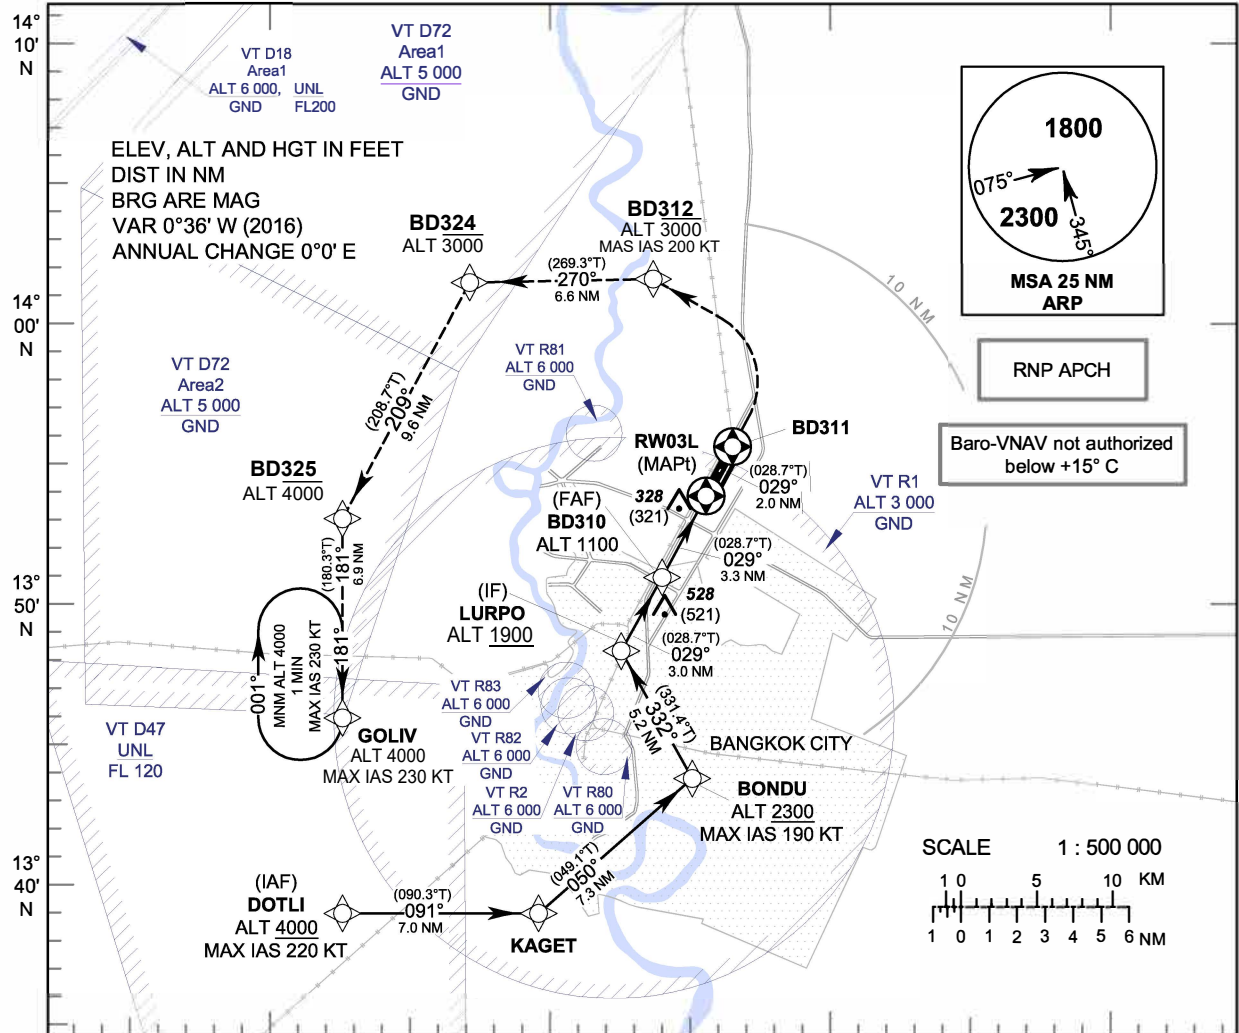 14°
10'
N
VT D18
Area1
ALT 6 000, UNL
GND FL200
VT D72
Area1
ALT 5 000
GND
ELEV, ALT AND HGT IN FEET
DIST IN NM
BRG ARE MAG
VAR 0°36' W (2016)
ANNUAL CHANGE 0°0' E
BD324
ALT 3000
BD312
ALT 3000
MAS IAS 200 KT
(269.3°T)
270°
6.6 NM
1800
075°
2300
345°
MSA 25 NM
ARP
10 NM
14°
00'
N
RNP APCH
Baro-VNAV not authorized
below +15° C
VT D72
Area2
ALT 5 000
GND
VT R81
ALT 6 000
GND
(208.7°T)
209°
9.6 NM
BD311
RW03L
(MAPt)
(028.7°T)
029°
2.0 NM
VT R1
ALT 3 000
GND
BD325
ALT 4000
328
(321)
(FAF)
BD310
ALT 1100
(028.7°T)
029°
3.3 NM
(180.3°T)
181°
6.9 NM
13°
50'
N
528
(521)
(IF)
LURPO
ALT 1900
(028.7°T)
029°
3.0 NM
10 NM
001°
MNM ALT 4000
1 MIN
MAX IAS 230 KT
181°
VT R83
ALT 6 000
GND
(331.4°T)
332°
5.2 NM
VT D47
UNL
FL 120
GOLIV
ALT 4000
MAX IAS 230 KT
VT R82
ALT 6 000
GND
BANGKOK CITY
VT R2
ALT 6 000
GND
VT R80
ALT 6 000
GND
BONDU
ALT 2300
MAX IAS 190 KT
(049.1°T)
050°
7.3 NM
13°
40'
N
(IAF)
DOTLI
ALT 4000
MAX IAS 220 KT
(090.3°T)
091°
7.0 NM
KAGET
SCALE 1 : 500 000
1 0 5 10 KM
1 0 1 2 3 4 5 6 NM